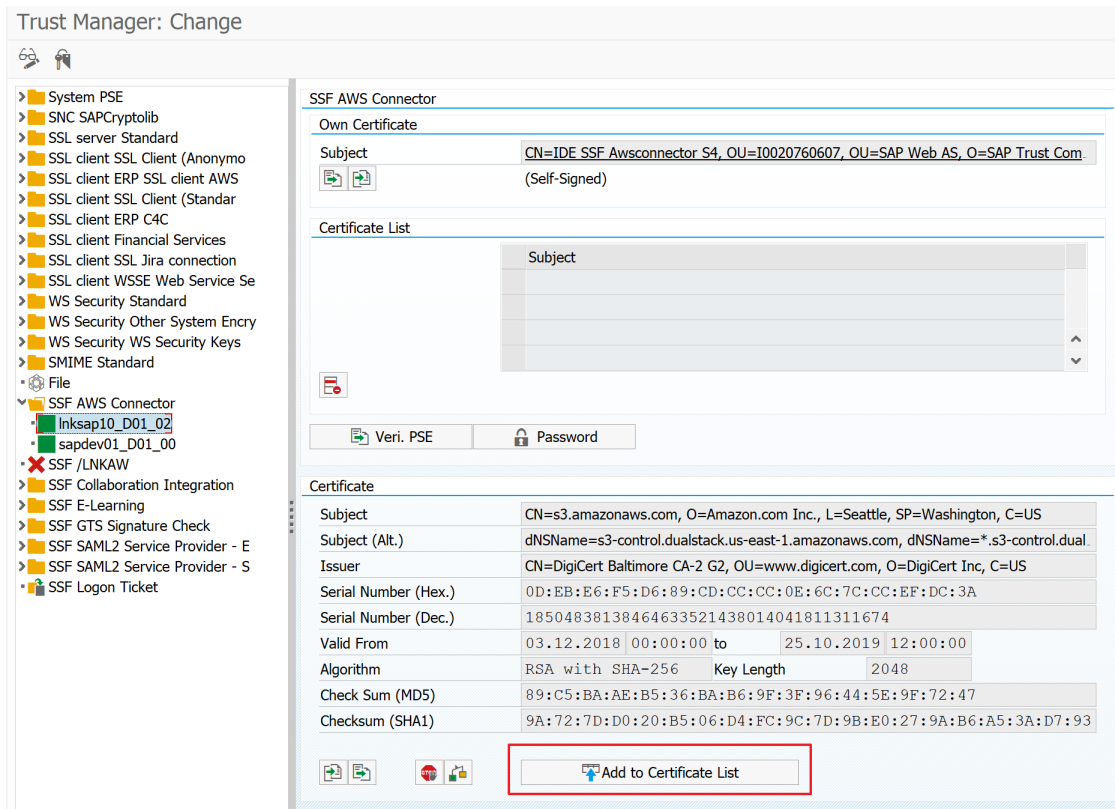 Trust Manager: Change
System PSE
SNC SAPCryptolib
SSL server Standard
SSL client SSL Client (Anonymo
SSL client ERP SSL client AWS
SSL client SSL Client (Standar
SSL client ERP C4C
SSL client Financial Services
SSL client SSL Jira connection
SSL client WSSE Web Service Se
WS Security Standard
WS Security Other System Encry
WS Security WS Security Keys
SMIME Standard
File
SSF AWS Connector
lnksap10_D01_02
sapdev01_D01_00
SSF /LNKAW
SSF Collaboration Integration
SSF E-Learning
SSF GTS Signature Check
SSF SAML2 Service Provider - E
SSF SAML2 Service Provider - S
SSF Logon Ticket
SSF AWS Connector
Own Certificate
Subject CN=IDE SSF Awsconnector S4, OU=I0020760607, OU=SAP Web AS, O=SAP Trust Com
(Self-Signed)
Certificate List
Subject
Veri. PSE Password
Certificate
Subject CN=s3.amazonaws.com, O=Amazon.com Inc., L=Seattle, SP=Washington, C=US
Subject (Alt.) dNSName=s3-control.dualstack.us-east-1.amazonaws.com, dNSName=*.s3-control.dual
Issuer CN=DigiCert Baltimore CA-2 G2, OU=www.digicert.com, O=DigiCert Inc, C=US
Serial Number (Hex.) 0D:EB:E6:F5:D6:89:CD:CC:CC:0E:6C:7C:CC:EF:DC:3A
Serial Number (Dec.) 18504838138464633521438014041811311674
Valid From 03.12.2018 00:00:00 to 25.10.2019 12:00:00
Algorithm RSA with SHA-256 Key Length 2048
Check Sum (MD5) 89:C5:BA:AE:B5:36:BA:B6:9F:3F:96:44:5E:9F:72:47
Checksum (SHA1) 9A:72:7D:D0:20:B5:06:D4:FC:9C:7D:9B:E0:27:9A:B6:A5:3A:D7:93
STOP Add to Certificate List